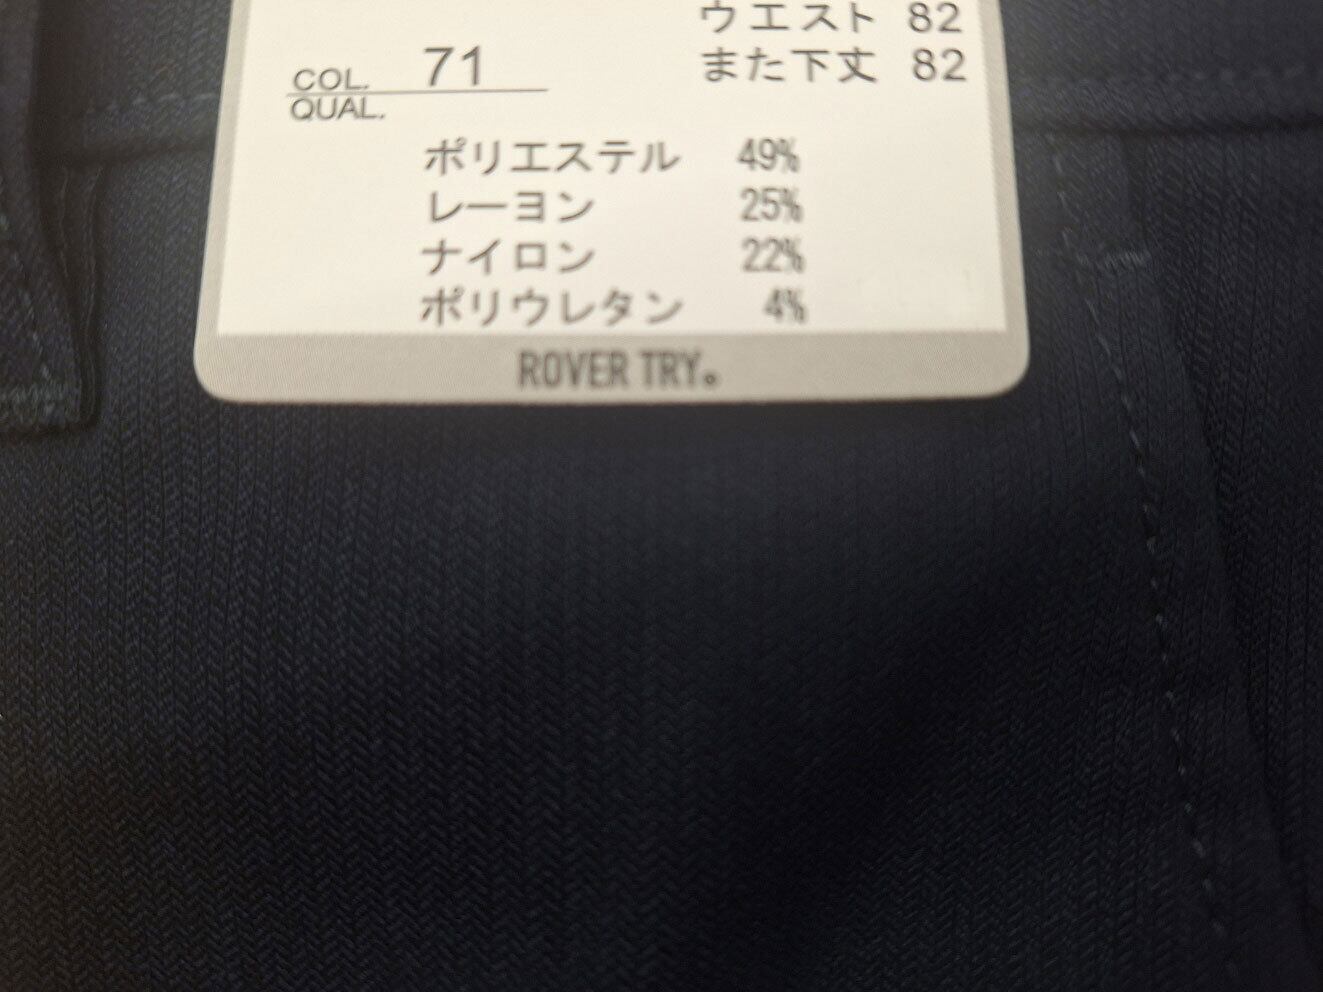 ウエスト 82
また下丈 82
COL. 71
QUAL.
ポリエステル 49%
レーヨン 25%
ナイロン 22%
ポリウレタン 4%
ROVER TRY。